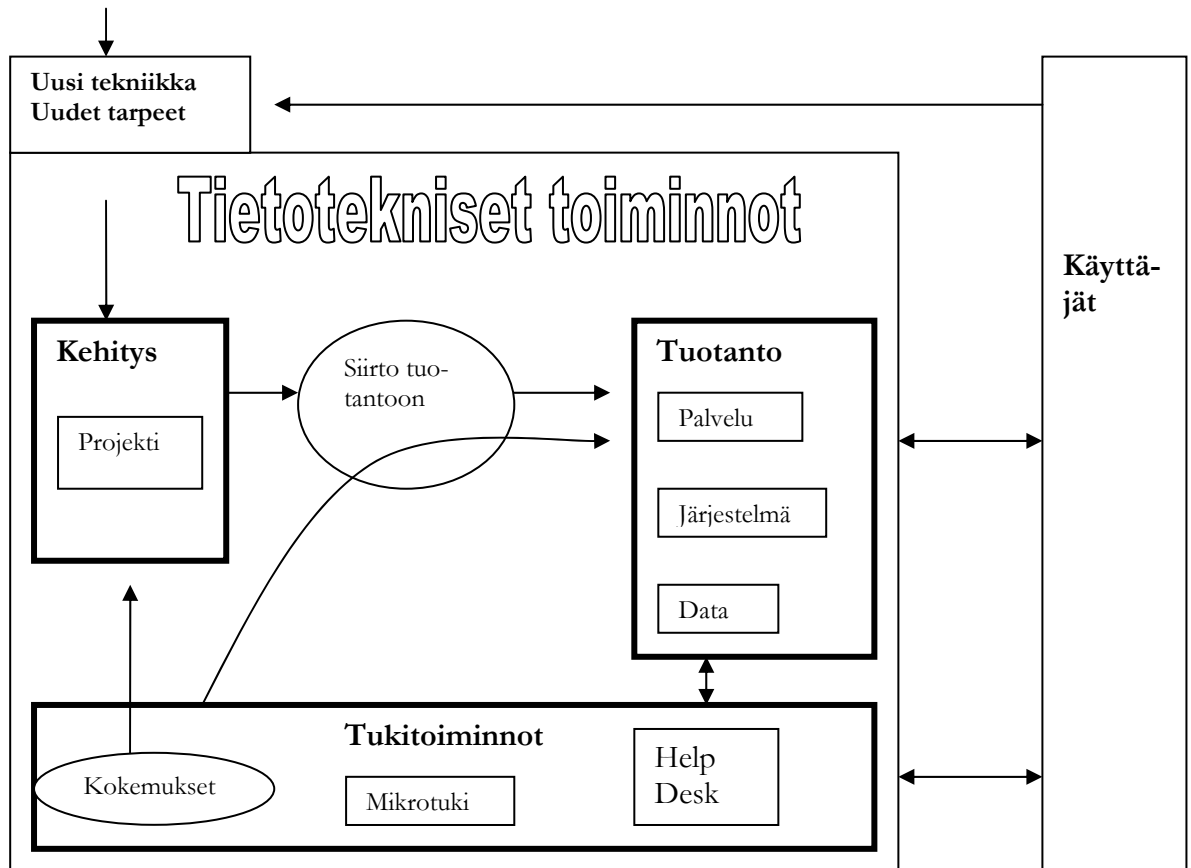 Uusi tekniikka
Uudet tarpeet
Tietotekniset toiminnot
Käyttä-
jät
Kehitys
Projekti
Siirto tuo-
tantoon
Tuotanto
Palvelu
Järjestelmä
Data
Tukitoiminnot
Kokemukset
Mikrotuki
Help
Desk